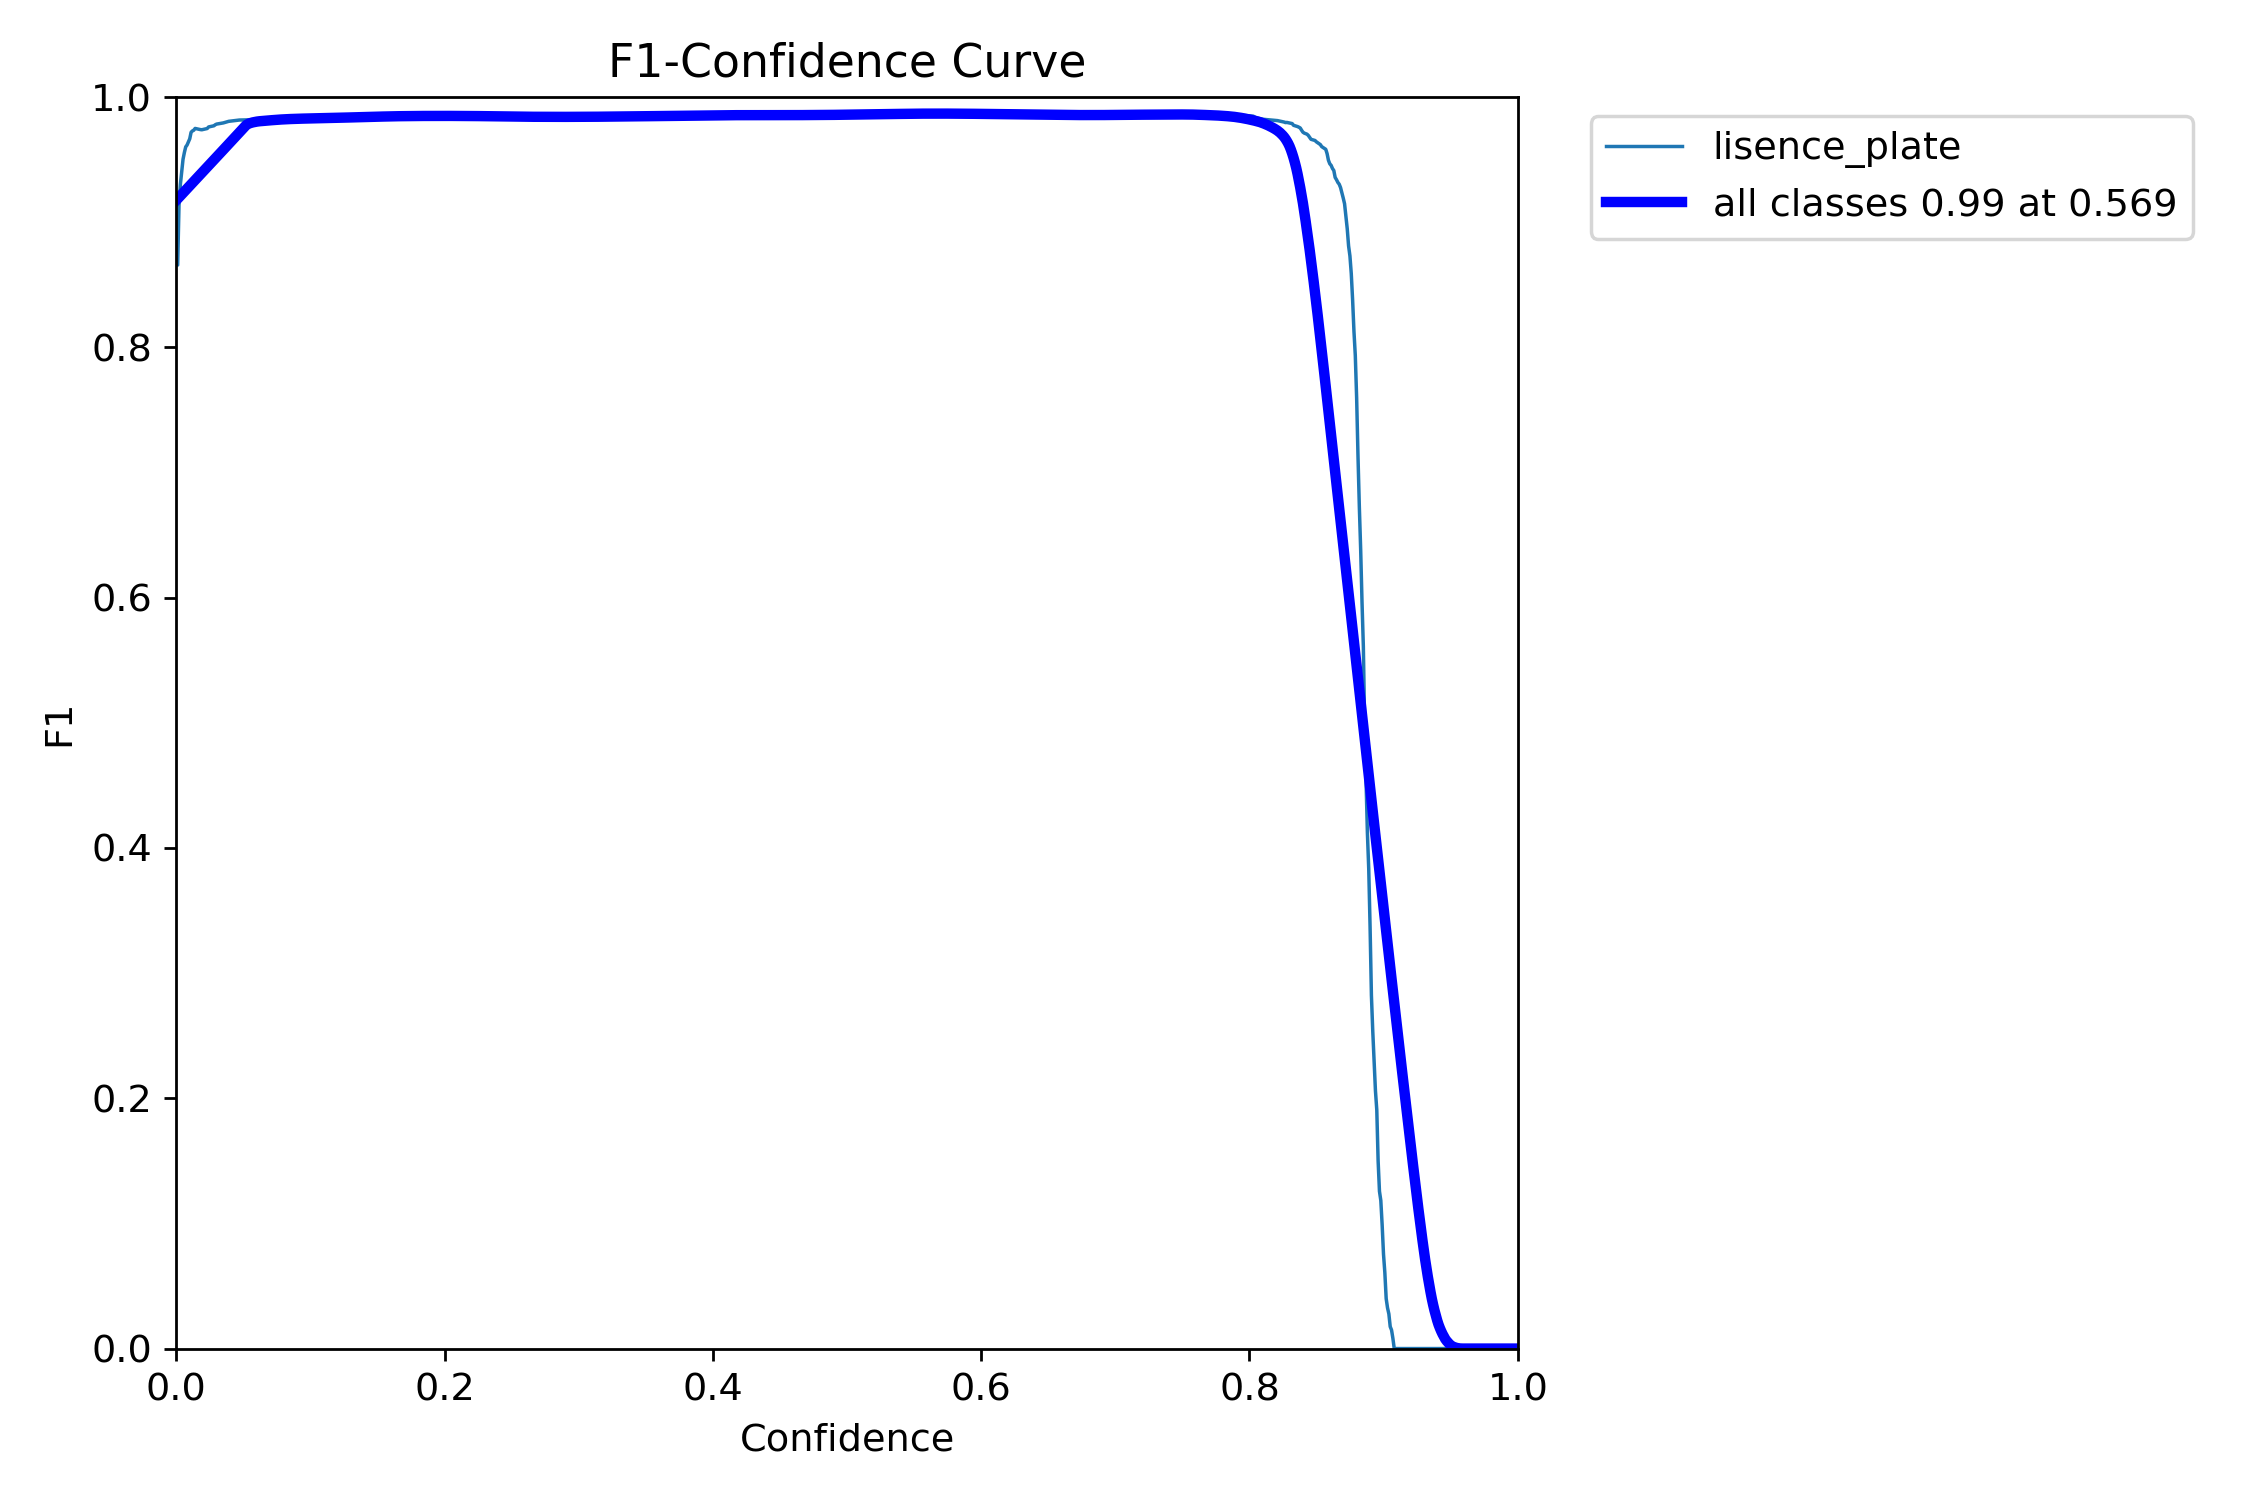 F1-Confidence Curve
lisence_plate
all classes 0.99 at 0.569
1.0
0.8
0.6
0.4
0.2
0.0
F1
0.0 0.2 0.4 0.6 0.8 1.0
Confidence